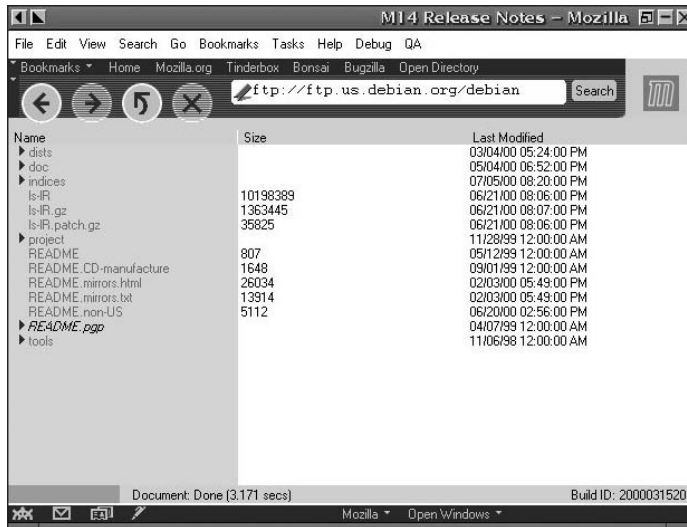 M14 Release Notes – Mozilla
File Edit View Search Go Bookmarks Tasks Help Debug QA
Bookmarks Home Mozilla.org Tinderbox Bonsai Bugzilla Open Directory
ftp://ftp.us.debian.org/debian Search
Name Size Last Modified
dists 03/04/00 05:24:00 PM
doc 05/04/00 06:52:00 PM
indices 07/05/00 08:20:00 PM
ls-lR 10198389 06/21/00 08:06:00 PM
ls-lR.gz 1363445 06/21/00 08:07:00 PM
ls-lR.patch.gz 35825 06/21/00 08:06:00 PM
project 11/28/99 12:00:00 AM
README 807 05/12/99 12:00:00 AM
README.CD-manufacture 1648 09/01/99 12:00:00 AM
README.mirrors.html 26034 02/03/00 05:49:00 PM
README.mirrors.txt 13914 02/03/00 05:49:00 PM
README.non-US 5112 06/20/00 02:56:00 PM
README.pgp 04/07/99 12:00:00 AM
tools 11/06/98 12:00:00 AM
Document: Done (3.171 secs) Build ID: 2000031520
Mozilla Open Windows